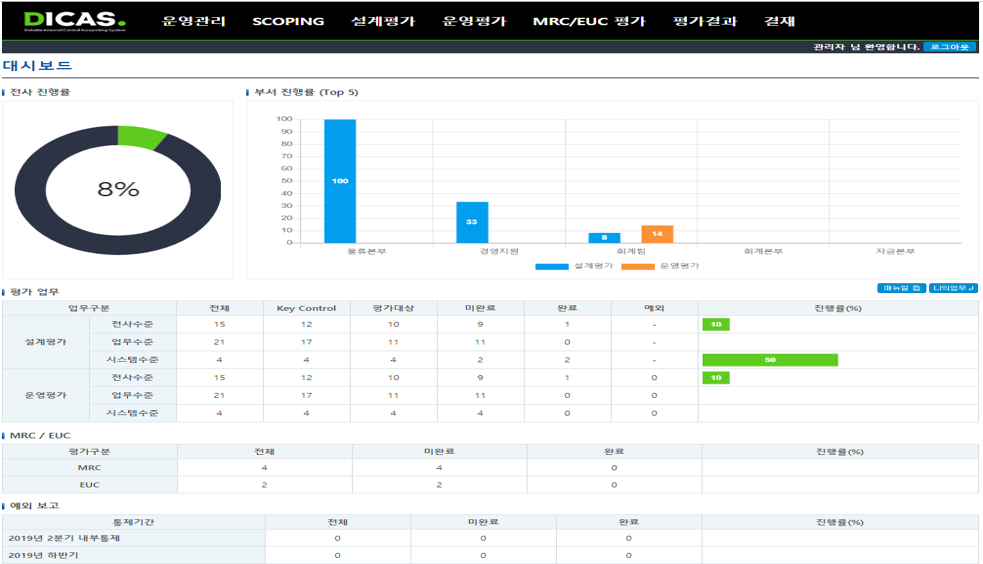 DICAS.
Deloitte Internal Control Accounting System
운영관리 SCOPING 설계평가 운영평가 MRC/EUC 평가 평가결과 결재
관리자 님 환영합니다. 로그아웃
대시보드
전사 진행률
8%
부서 진행률 (Top 5)
100
90
80
70
60
50
40
30
20
10
0
100
33
8
14
물류본부 경영지원 회계팀 회계본부 자금본부
설계평가 운영평가
평가 업무
매뉴얼 나의업무
업무구분 전체 Key Control 평가대상 미완료 완료 예외 진행률(%)
설계평가
전사수준 15 12 10 9 1 - 10
업무수준 21 17 11 11 0 -
시스템수준 4 4 4 2 2 - 50
운영평가
전사수준 15 12 10 9 1 0 10
업무수준 21 17 11 11 0 0
시스템수준 4 4 4 4 0 0
MRC / EUC
평가구분 전체 미완료 완료 진행률(%)
MRC 4 4 0
EUC 2 2 0
예외 보고
통제기간 전체 미완료 완료 진행률(%)
2019년 2분기 내부통제 0 0 0
2019년 하반기 0 0 0